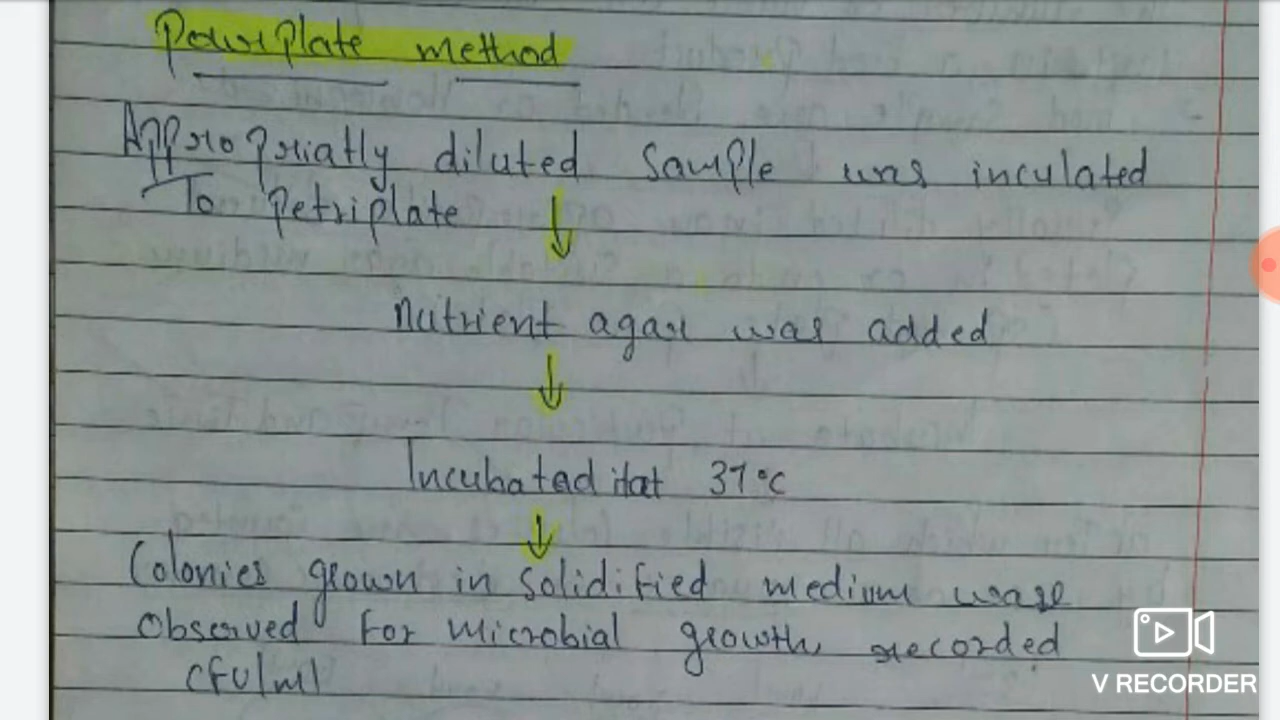 Pourplate method
Appropriatly diluted Sample was inculated
To Petriplate
↓
Nutrient agar was added
↓
Incubated itat 37°C
↓
Colonies grown in Solidified medium ware
Observed For microbial growth, recorded
CFU/ml
V RECORDER